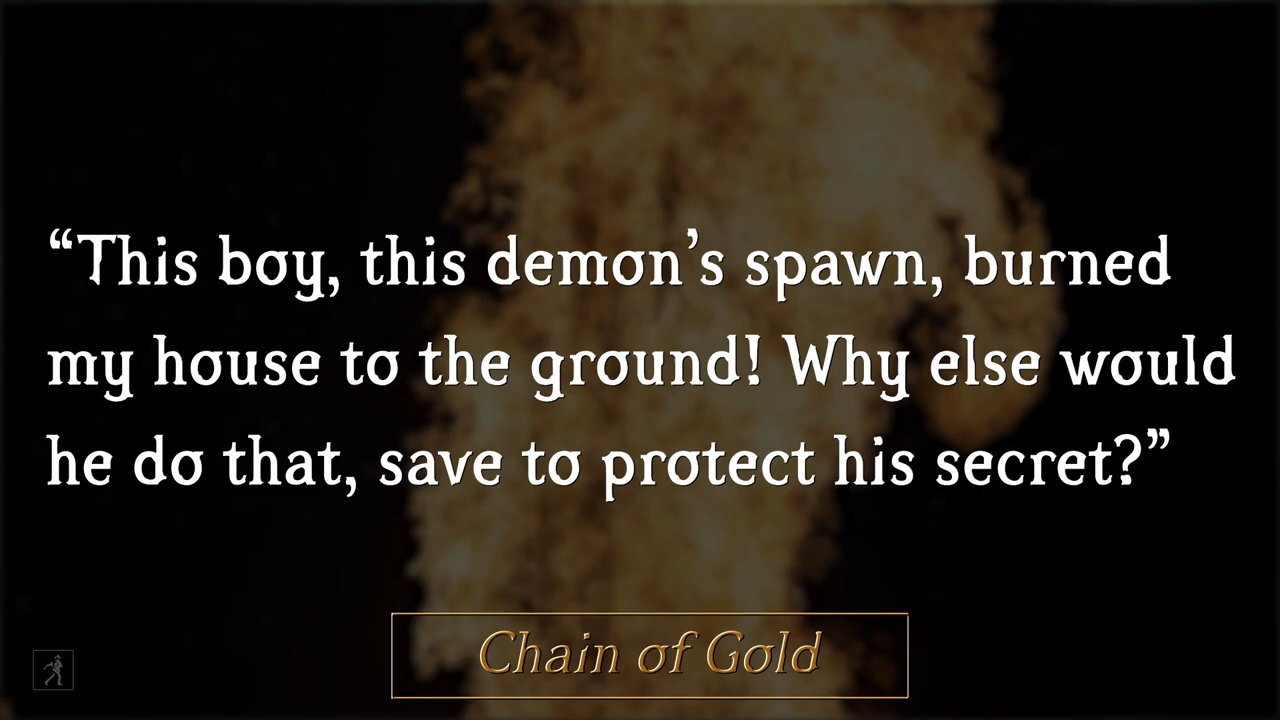 “This boy, this demon’s spawn, burned
my house to the ground! Why else would
he do that, save to protect his secret?”
Chain of Gold